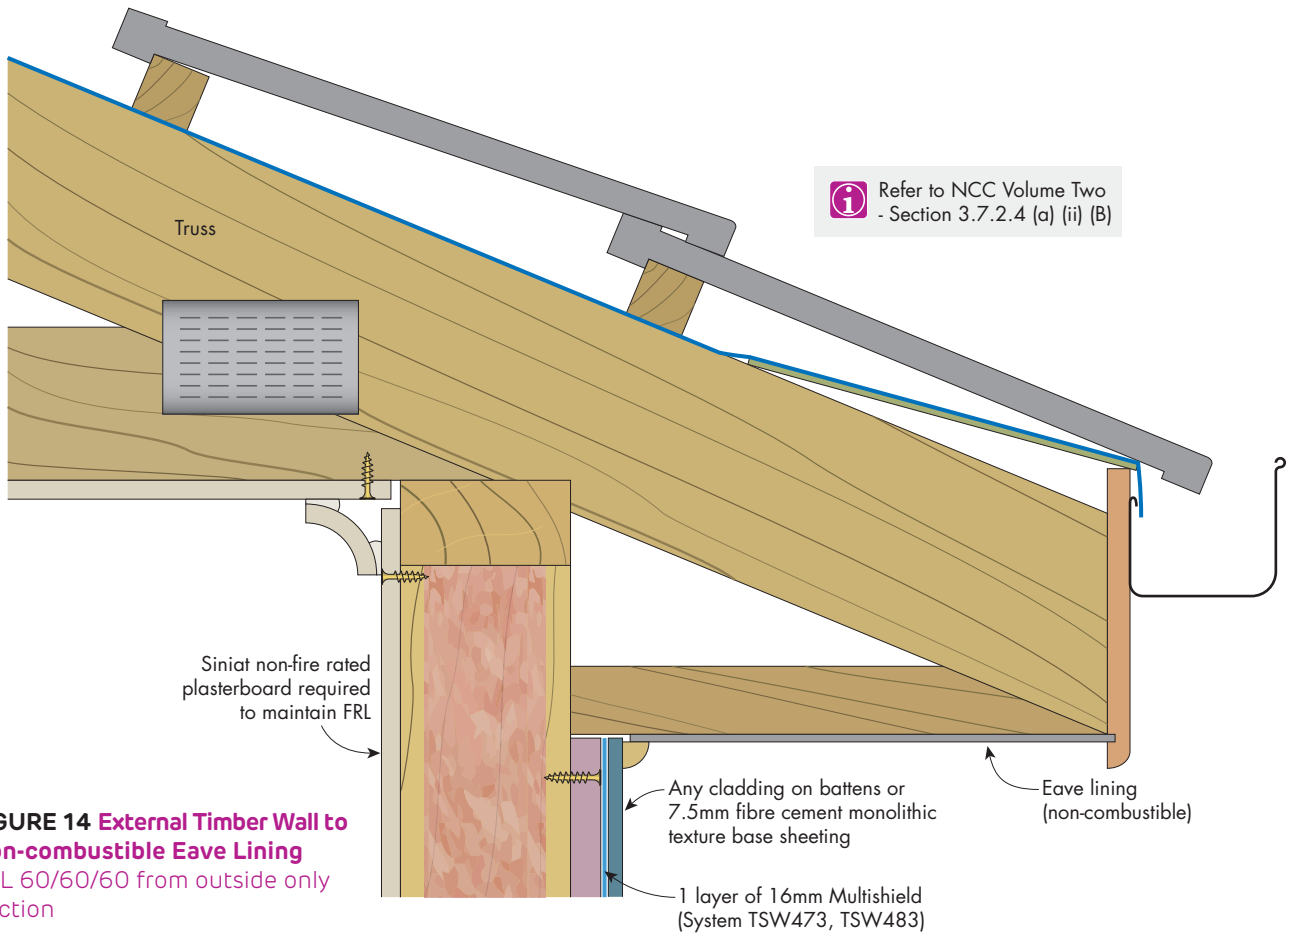 Refer to NCC Volume Two
- Section 3.7.2.4 (a) (ii) (B)
Truss
Siniat non-fire rated
plasterboard required
to maintain FRL
Any cladding on battens or
7.5mm fibre cement monolithic
texture base sheeting
Eave lining
(non-combustible)
1 layer of 16mm Multishield
(System TSW473, TSW483)
GURE 14 External Timber Wall to
on-combustible Eave Lining
L 60/60/60 from outside only
ction